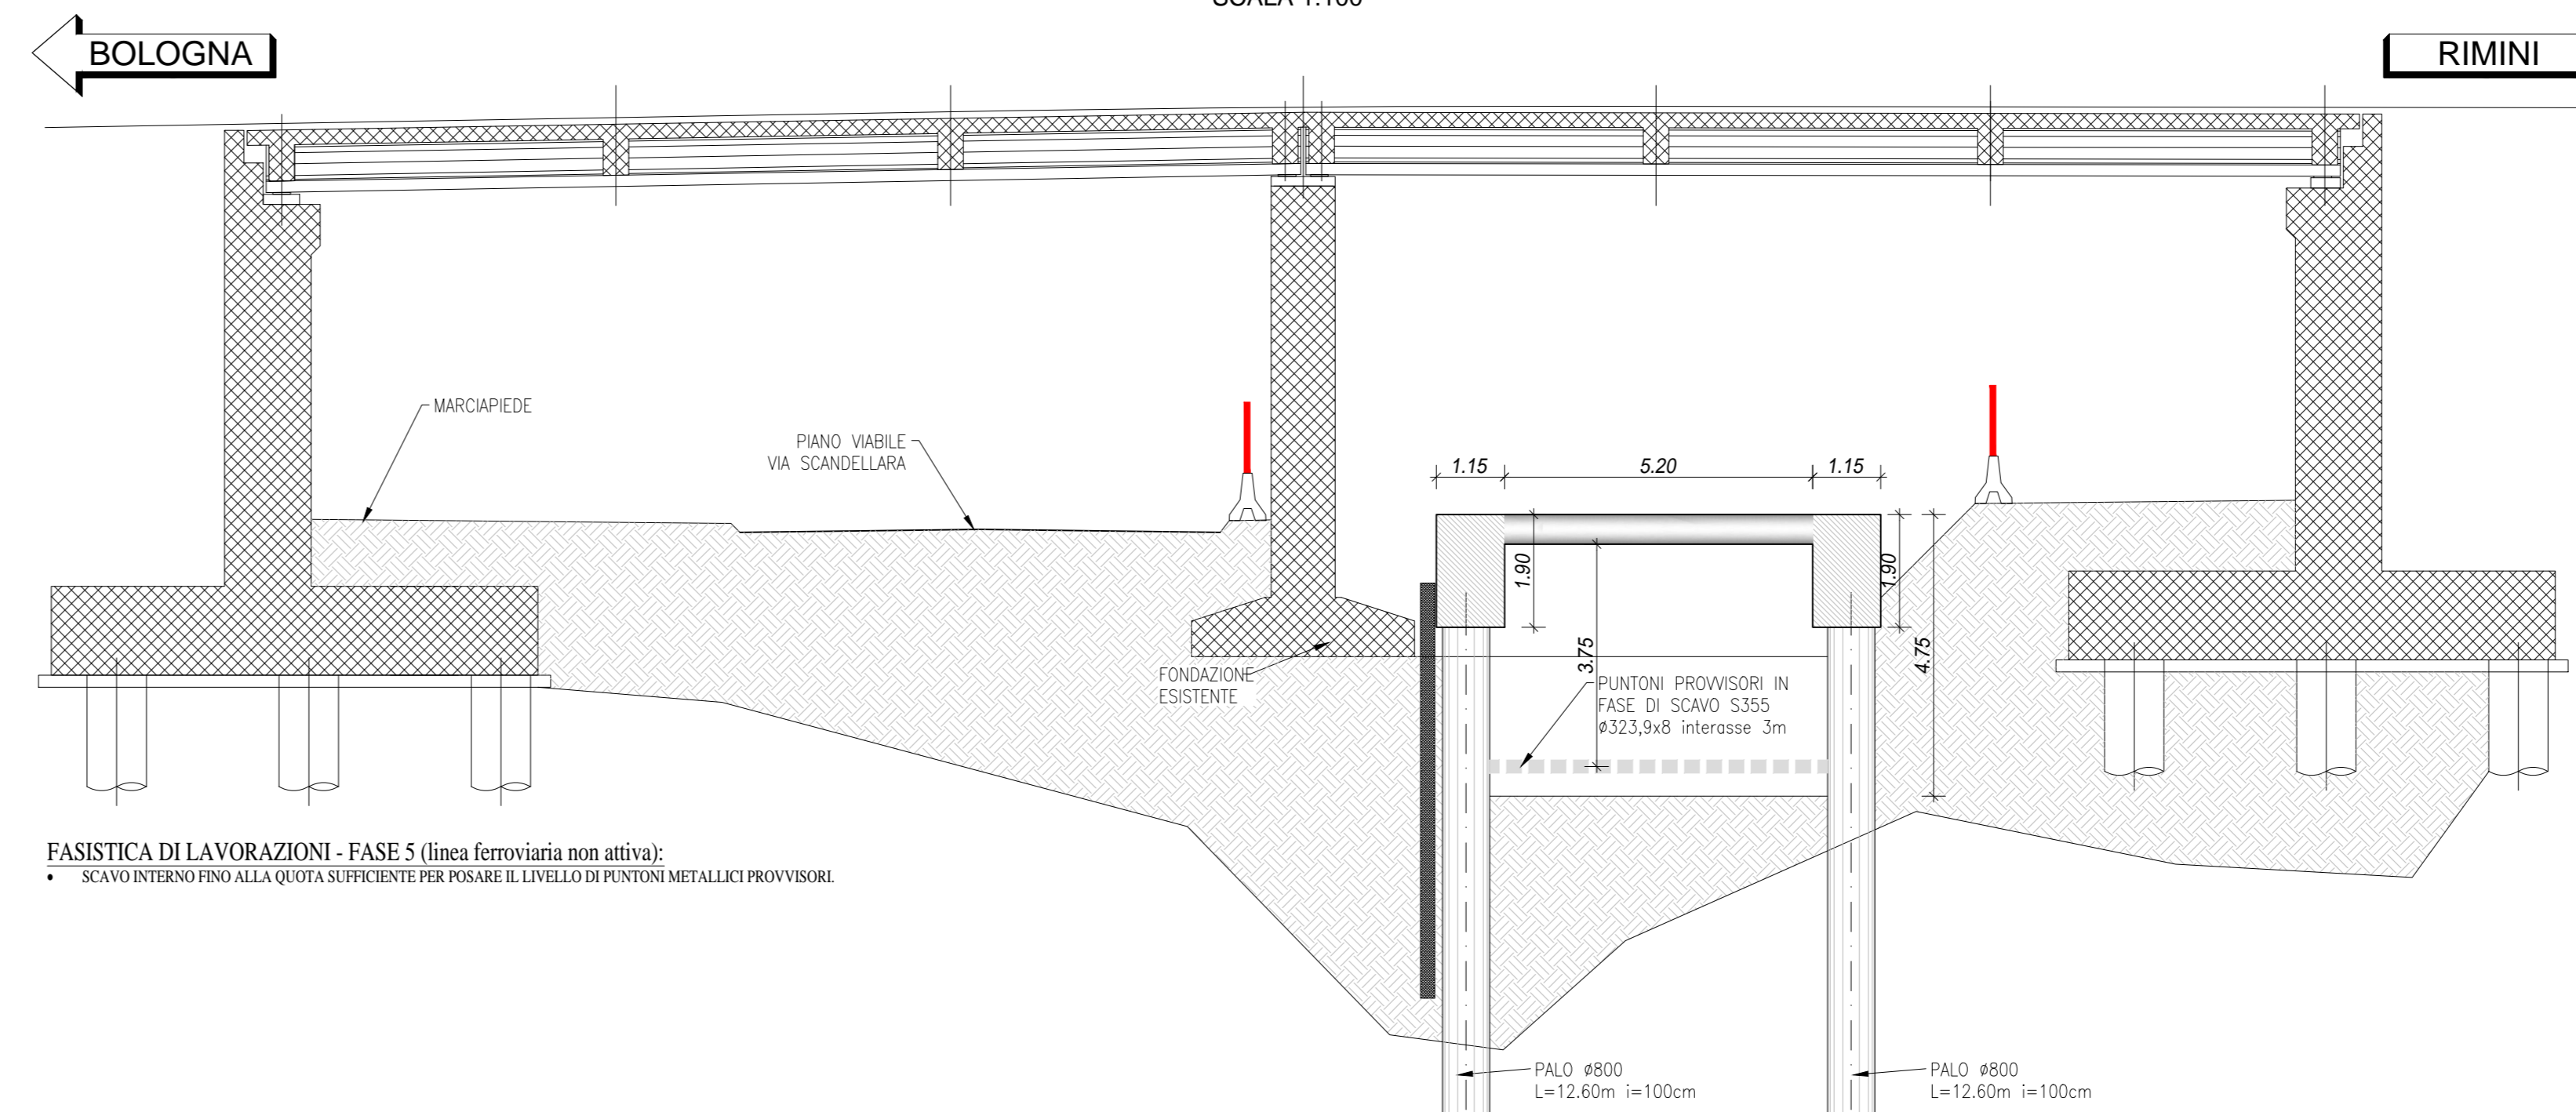 SCALA 1:100
BOLOGNA
RIMINI
MARCIAPIEDE
PIANO VIABILE
VIA SCANDELLARA
1.15
5.20
1.15
1.90
1.90
3.75
4.75
FONDAZIONE
ESISTENTE
PUNTONI PROVVISORI IN
FASE DI SCAVO S355
ø323,9x8 interasse 3m
FASISTICA DI LAVORAZIONI - FASE 5 (linea ferroviaria non attiva):
• SCAVO INTERNO FINO ALLA QUOTA SUFFICIENTE PER POSARE IL LIVELLO DI PUNTONI METALLICI PROVVISORI.
PALO ø800
L=12.60m i=100cm
PALO ø800
L=12.60m i=100cm